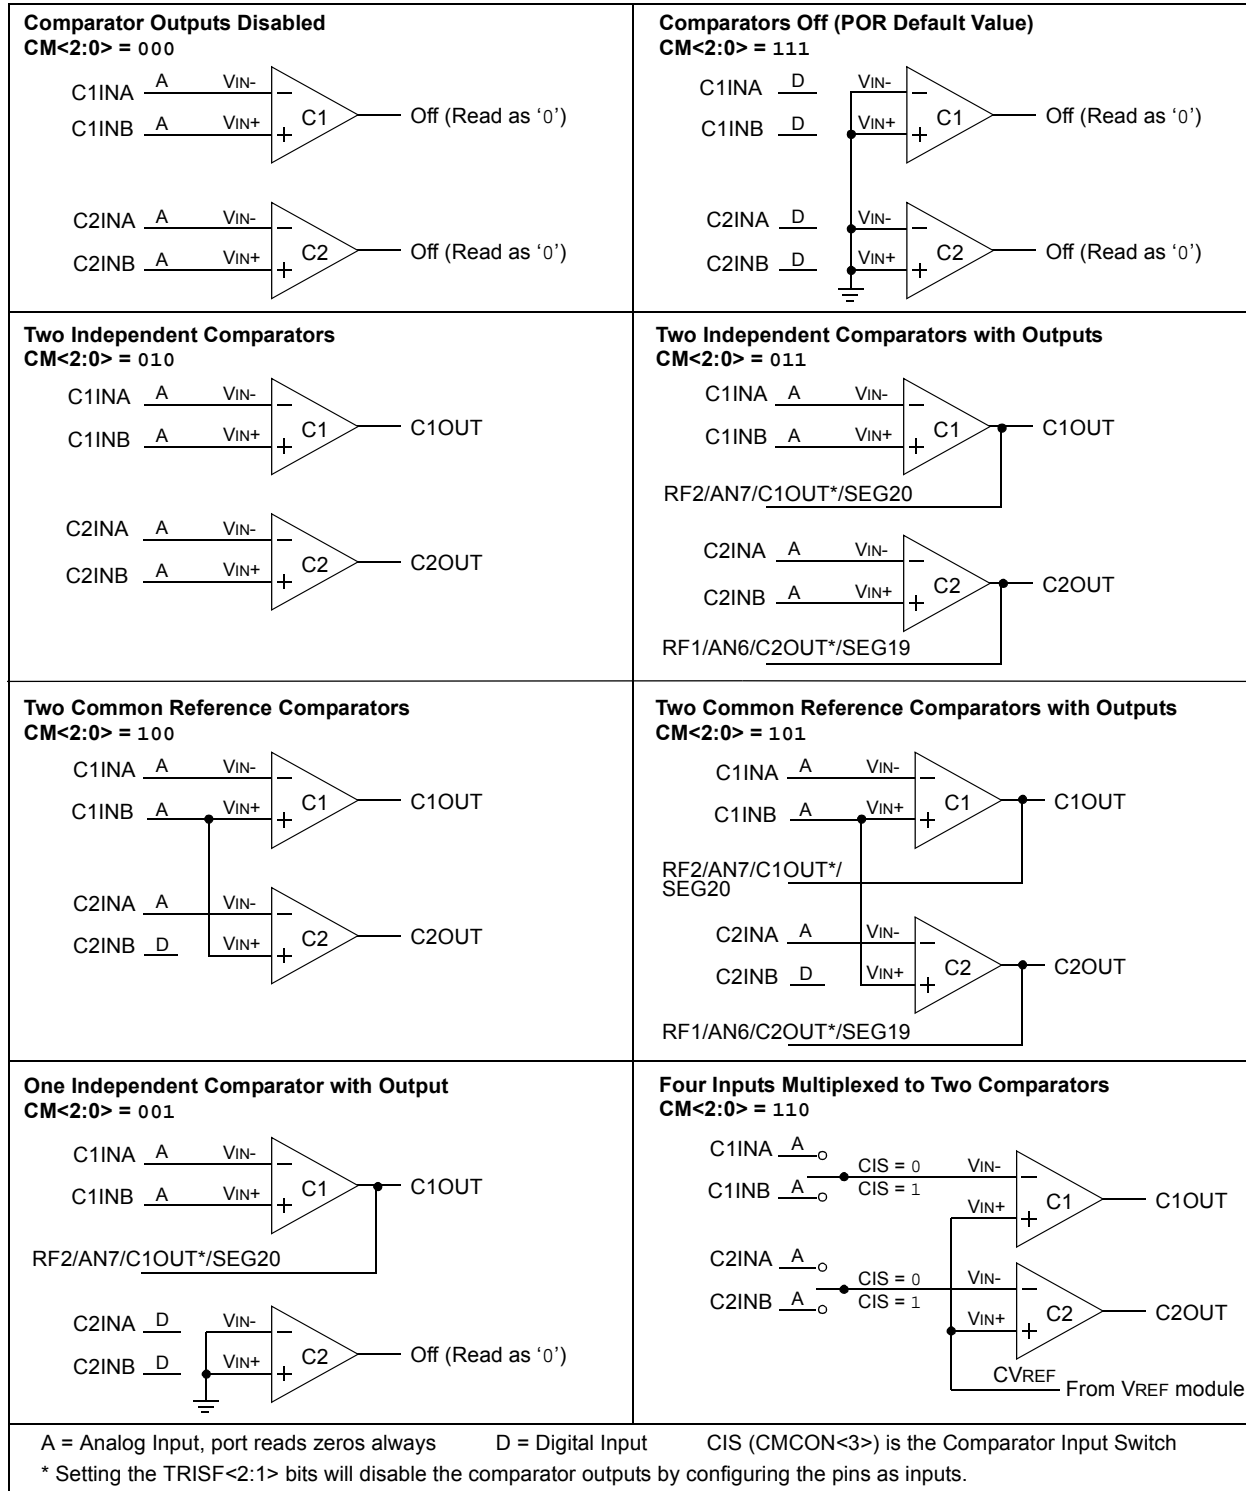 Comparator Outputs Disabled
CM<2:0> = 000
C1INA A VIN- −
C1INB A VIN+ + C1 Off (Read as ‘0’)
C2INA A VIN- −
C2INB A VIN+ + C2 Off (Read as ‘0’)
Comparators Off (POR Default Value)
CM<2:0> = 111
C1INA D VIN- −
C1INB D VIN+ + C1 Off (Read as ‘0’)
C2INA D VIN- −
C2INB D VIN+ + C2 Off (Read as ‘0’)
Two Independent Comparators
CM<2:0> = 010
C1INA A VIN- −
C1INB A VIN+ + C1 C1OUT
C2INA A VIN- −
C2INB A VIN+ + C2 C2OUT
Two Independent Comparators with Outputs
CM<2:0> = 011
C1INA A VIN- −
C1INB A VIN+ + C1 C1OUT
RF2/AN7/C1OUT*/SEG20
C2INA A VIN- −
C2INB A VIN+ + C2 C2OUT
RF1/AN6/C2OUT*/SEG19
Two Common Reference Comparators
CM<2:0> = 100
C1INA A VIN- −
C1INB A VIN+ + C1 C1OUT
C2INA A VIN- −
C2INB D VIN+ + C2 C2OUT
Two Common Reference Comparators with Outputs
CM<2:0> = 101
C1INA A VIN- −
C1INB A VIN+ + C1 C1OUT
RF2/AN7/C1OUT*/
SEG20
C2INA A VIN- −
C2INB D VIN+ + C2 C2OUT
RF1/AN6/C2OUT*/SEG19
One Independent Comparator with Output
CM<2:0> = 001
C1INA A VIN- −
C1INB A VIN+ + C1 C1OUT
RF2/AN7/C1OUT*/SEG20
C2INA D VIN- −
C2INB D VIN+ + C2 Off (Read as ‘0’)
Four Inputs Multiplexed to Two Comparators
CM<2:0> = 110
C1INA A CIS = 0 VIN- −
C1INB A CIS = 1 VIN+ + C1 C1OUT
C2INA A CIS = 0 VIN- −
C2INB A CIS = 1 VIN+ + C2 C2OUT
CVREF From VREF module
A = Analog Input, port reads zeros always D = Digital Input CIS (CMCON<3>) is the Comparator Input Switch
* Setting the TRISF<2:1> bits will disable the comparator outputs by configuring the pins as inputs.